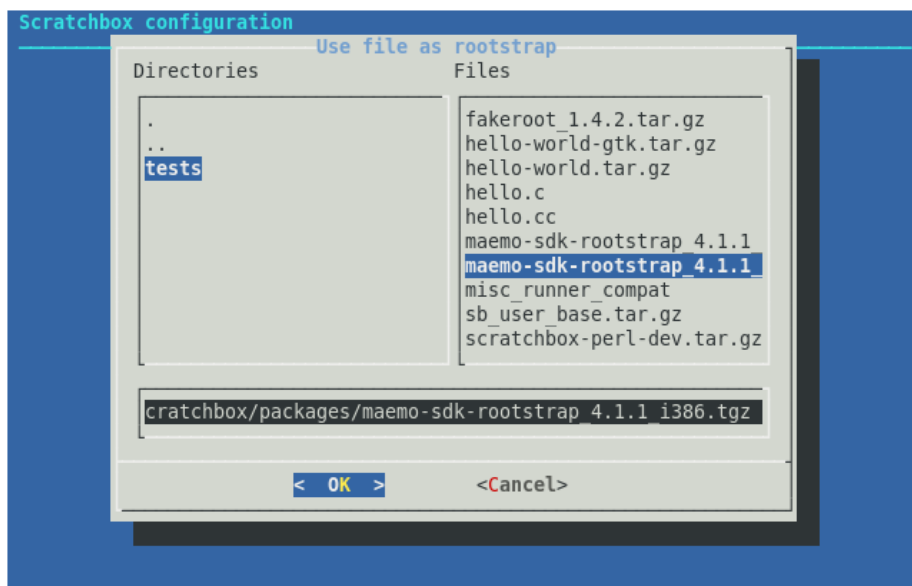 Scratchbox configuration
Use file as rootstrap
Directories
Files
.
..
tests
fakeroot_1.4.2.tar.gz
hello-world-gtk.tar.gz
hello-world.tar.gz
hello.c
hello.cc
maemo-sdk-rootstrap_4.1.1_
maemo-sdk-rootstrap_4.1.1_
misc_runner_compat
sb_user_base.tar.gz
scratchbox-perl-dev.tar.gz
cratchbox/packages/maemo-sdk-rootstrap_4.1.1_i386.tgz
< OK >
<Cancel>